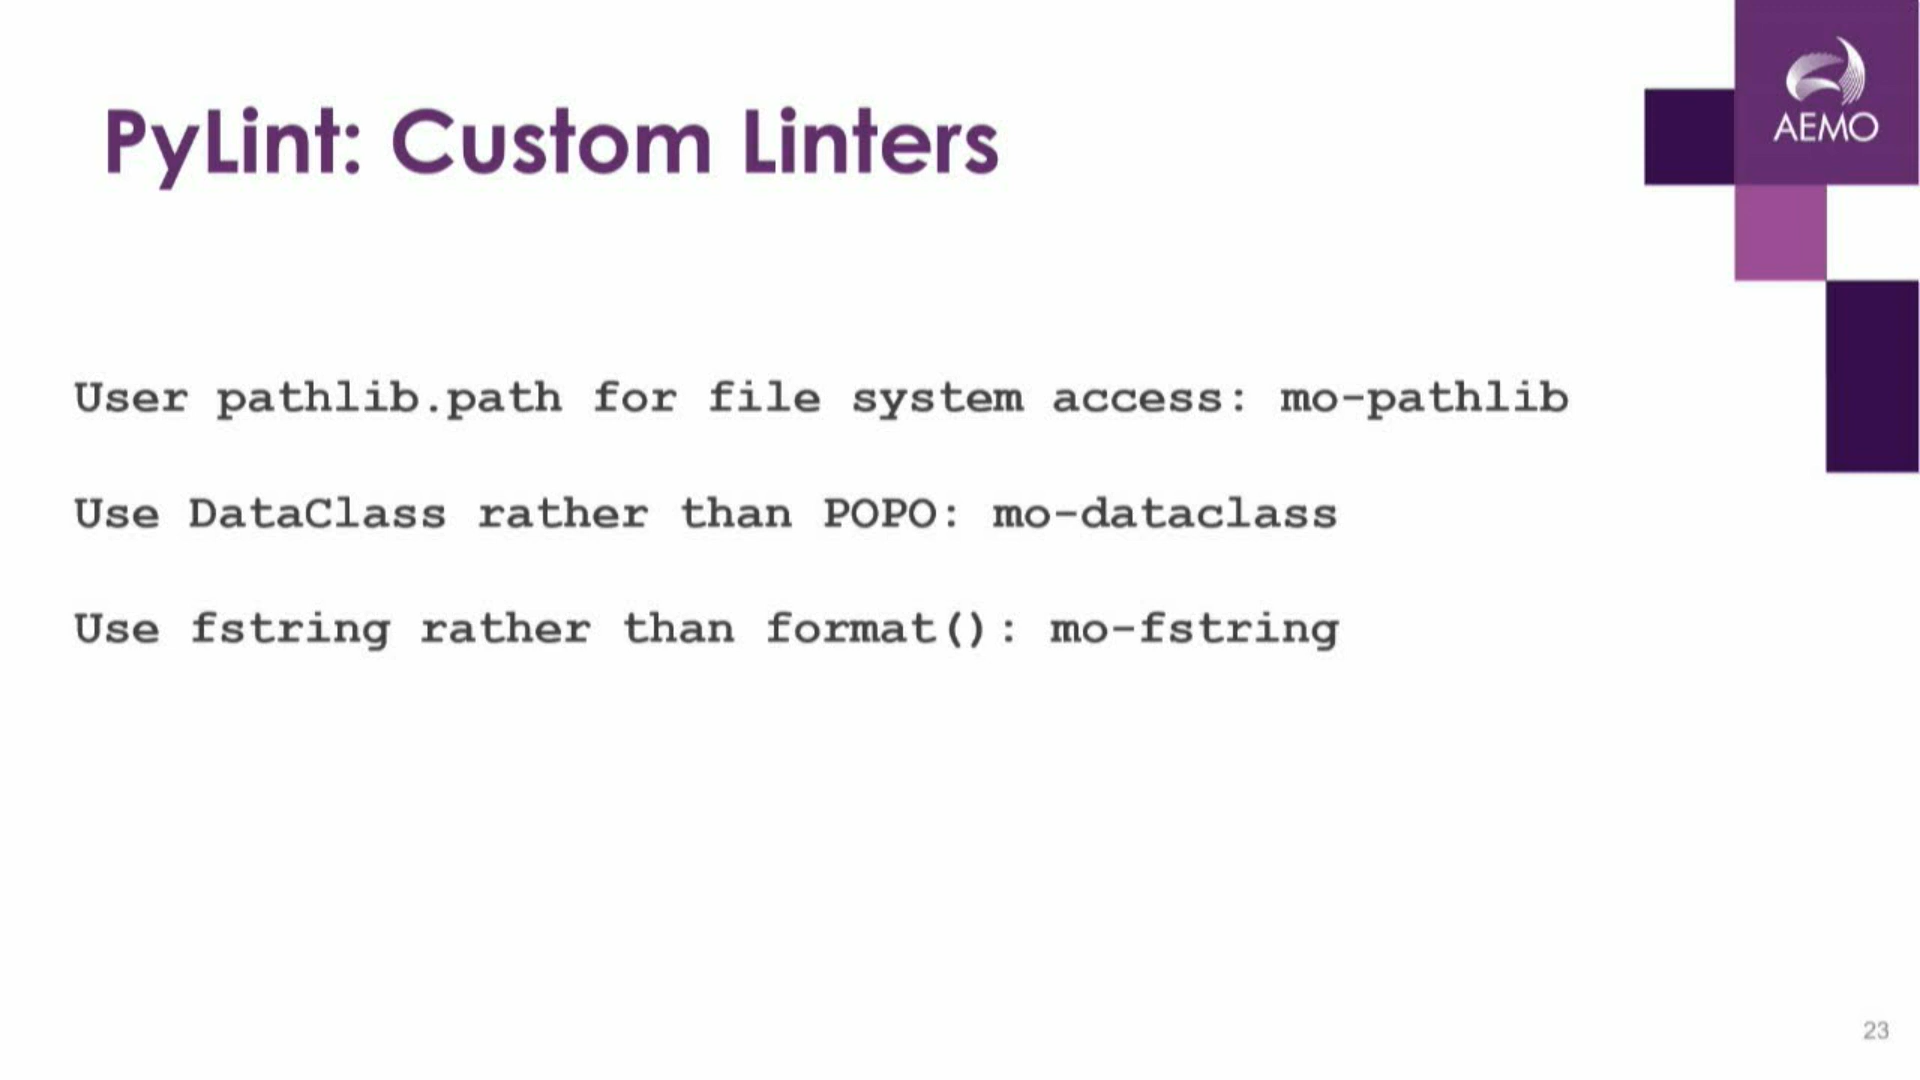 PyLint: Custom Linters
AEMO
User pathlib.path for file system access: mo-pathlib
Use DataClass rather than POPO: mo-dataclass
Use fstring rather than format(): mo-fstring
23